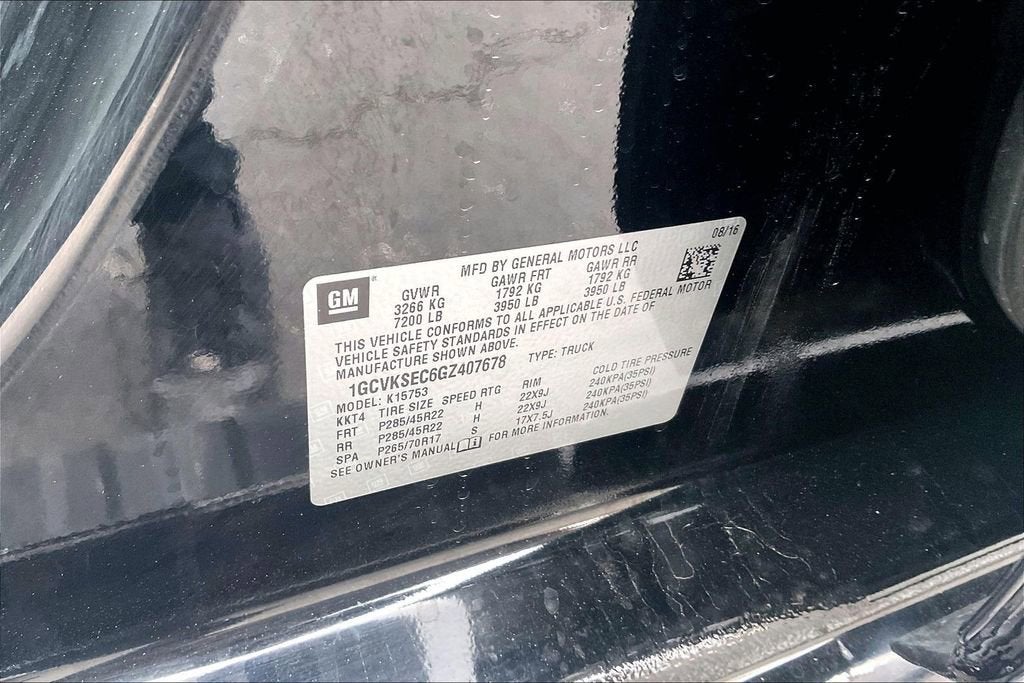 08/16
GM
MFD BY GENERAL MOTORS LLC
GVWR GAWR FRT GAWR RR
3266 KG 1792 KG 1792 KG
7200 LB 3950 LB 3950 LB
THIS VEHICLE CONFORMS TO ALL APPLICABLE U.S. FEDERAL MOTOR
VEHICLE SAFETY STANDARDS IN EFFECT ON THE DATE OF
MANUFACTURE SHOWN ABOVE.
1GCVKSEC6GZ407678 TYPE: TRUCK
MODEL: K15753
KKT4 TIRE SIZE SPEED RTG RIM COLD TIRE PRESSURE
FRT P285/45R22 H 22X9J 240KPA(35PSI)
RR P285/45R22 H 22X9J 240KPA(35PSI)
SPA P265/70R17 S 17X7.5J 240KPA(35PSI)
SEE OWNER'S MANUAL FOR MORE INFORMATION.